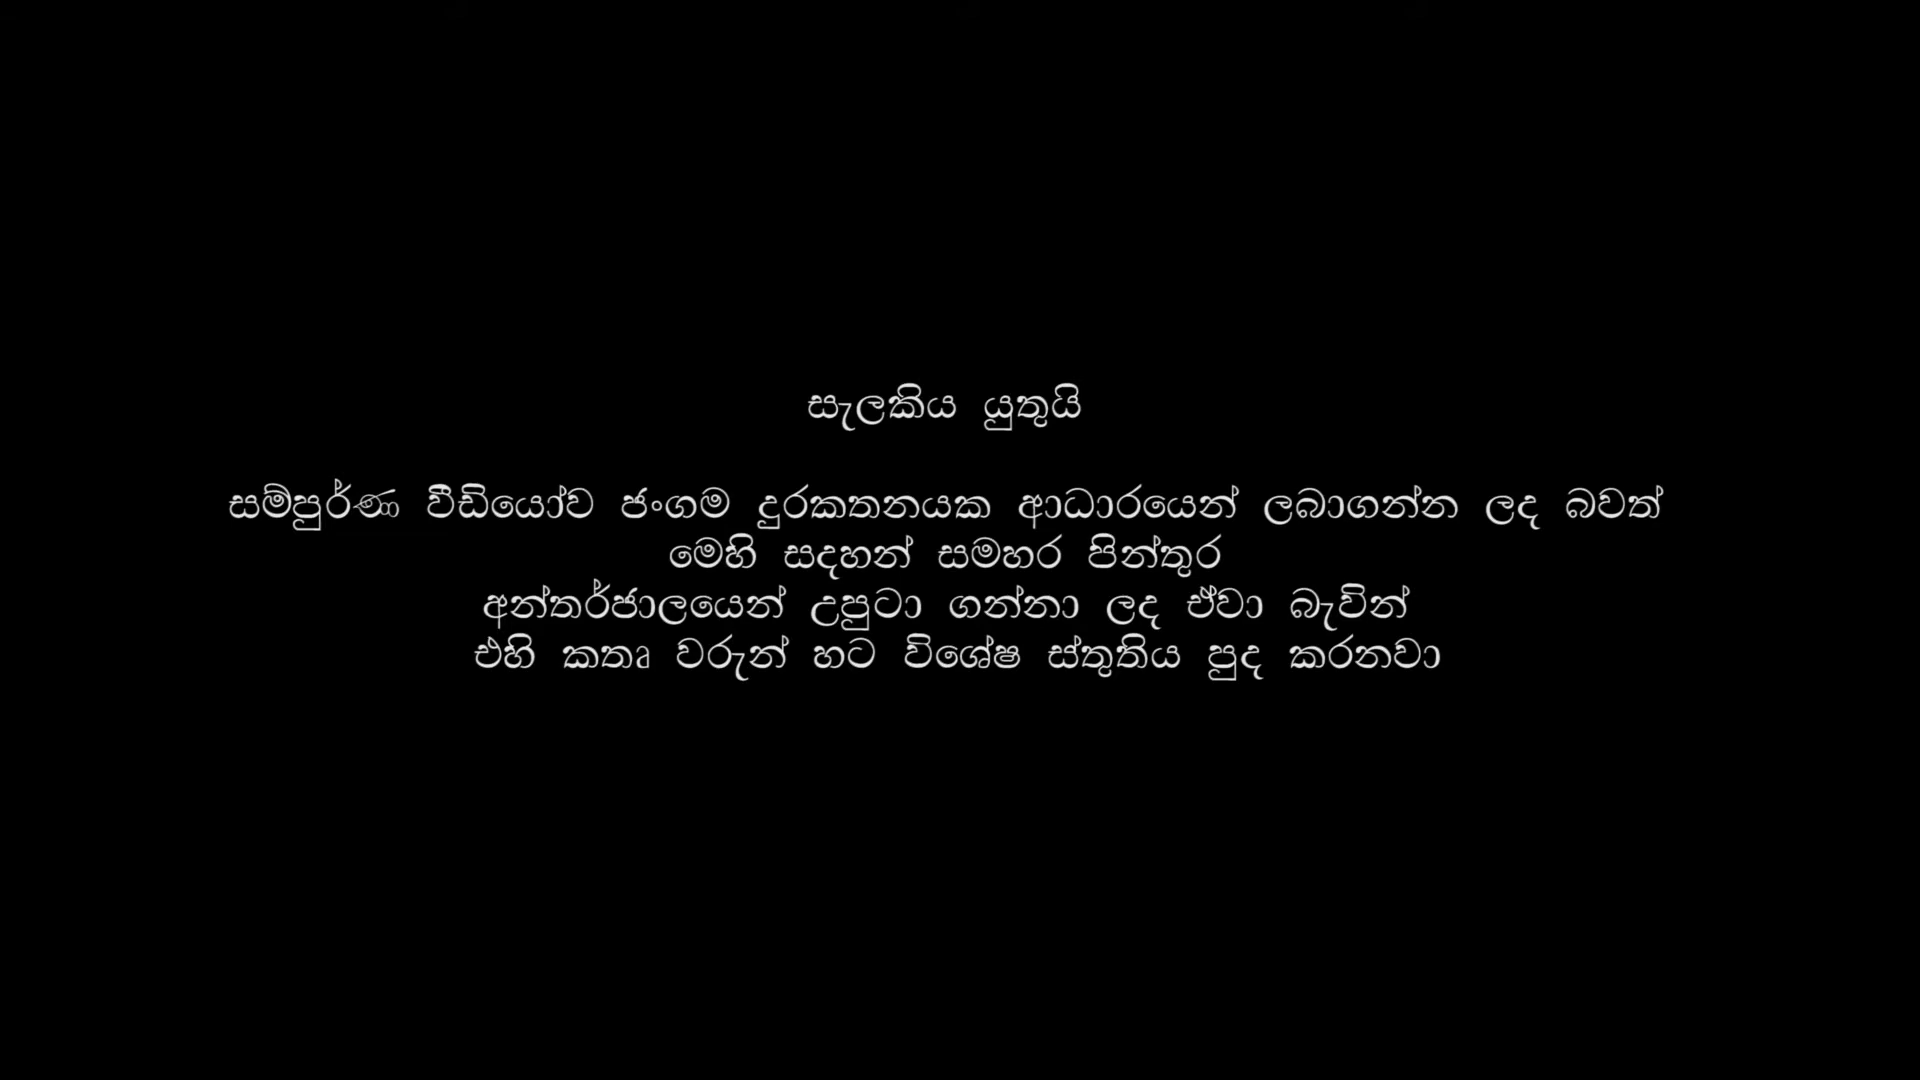 සැලකිය යුතුයි
සම්පුර්ණ වීඩියෝව ජංගම දුරකතනයක ආධාරයෙන් ලබාගන්න ලද බවත්
මෙහි සදහන් සමහර පින්තුර
අන්තර්ජාලයෙන් උපුටා ගන්නා ලද ඒවා බැවින්
එහි කතෘ වරුන් හට විශේෂ ස්තුතිය පුද කරනවා